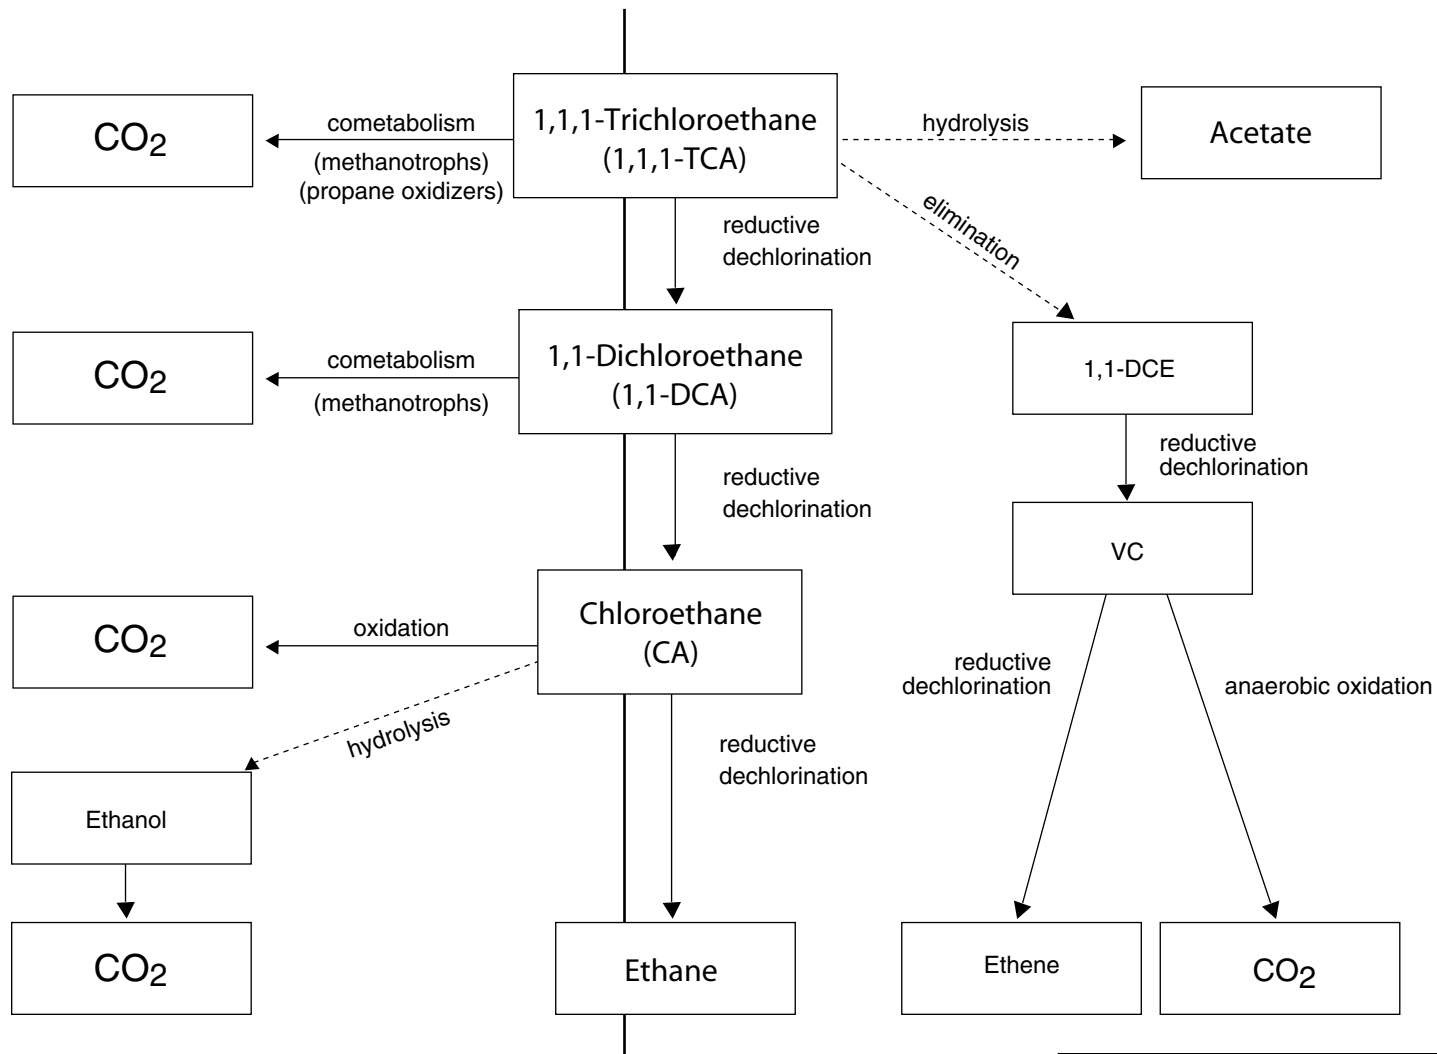 CO2
cometabolism
(methanotrophs)
(propane oxidizers)
1,1,1-Trichloroethane
(1,1,1-TCA)
hydrolysis
Acetate
reductive
dechlorination
elimination
CO2
cometabolism
(methanotrophs)
1,1-Dichloroethane
(1,1-DCA)
1,1-DCE
reductive
dechlorination
reductive
dechlorination
VC
CO2
oxidation
Chloroethane
(CA)
hydrolysis
reductive
dechlorination
reductive
dechlorination
anaerobic oxidation
Ethanol
CO2
Ethane
Ethene
CO2